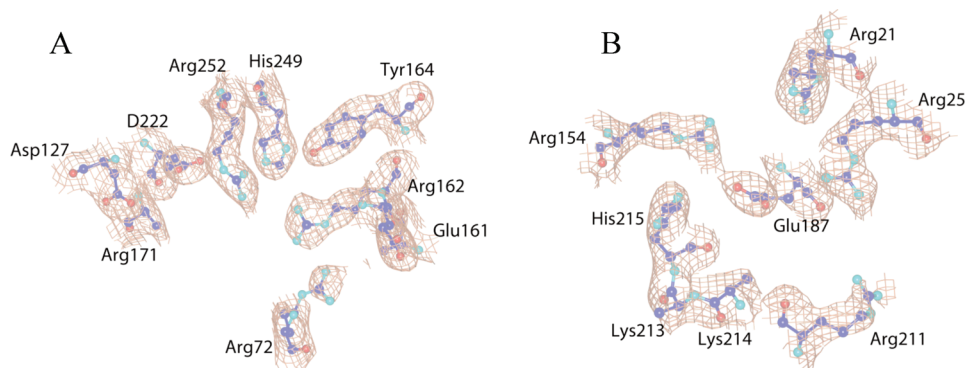 A
Arg252
His249
Tyr164
D222
Asp127
Arg162
Glu161
Arg171
Arg72
B
Arg21
Arg25
Arg154
His215
Glu187
Lys213
Lys214
Arg211